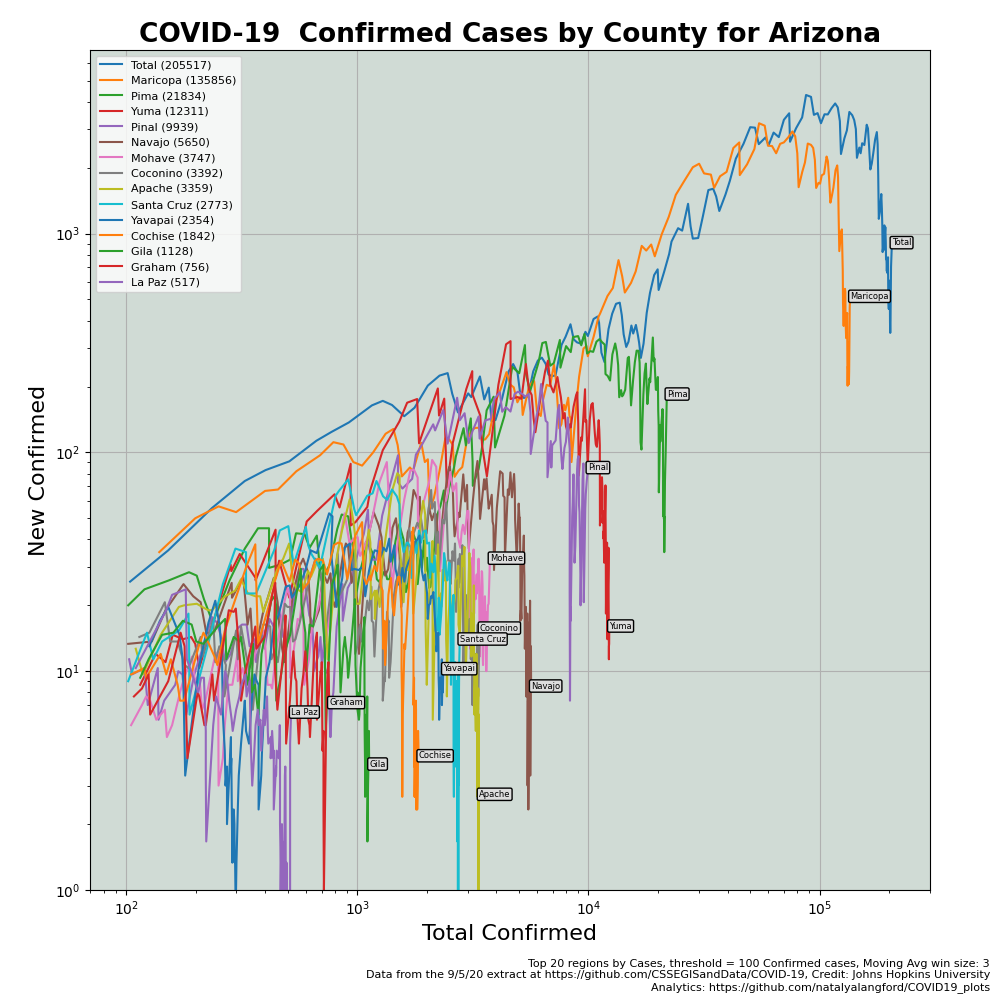 COVID-19  Confirmed Cases by County for Arizona
Total (205517)
Maricopa (135856)
Pima (21834)
Yuma (12311)
Pinal (9939)
Navajo (5650)
Mohave (3747)
Coconino (3392)
Apache (3359)
Santa Cruz (2773)
Yavapai (2354)
Cochise (1842)
Gila (1128)
Graham (756)
La Paz (517)
Total
Maricopa
Pima
Pinal
Mohave
Yuma
Coconino
Santa Cruz
Yavapai
Navajo
Graham
La Paz
Cochise
Gila
Apache
New Confirmed
10³
10²
10¹
10⁰
10² 10³ 10⁴ 10⁵
Total Confirmed
Top 20 regions by Cases, threshold = 100 Confirmed cases, Moving Avg win size: 3
Data from the 9/5/20 extract at https://github.com/CSSEGISandData/COVID-19, Credit: Johns Hopkins University
Analytics: https://github.com/natalyalangford/COVID19_plots